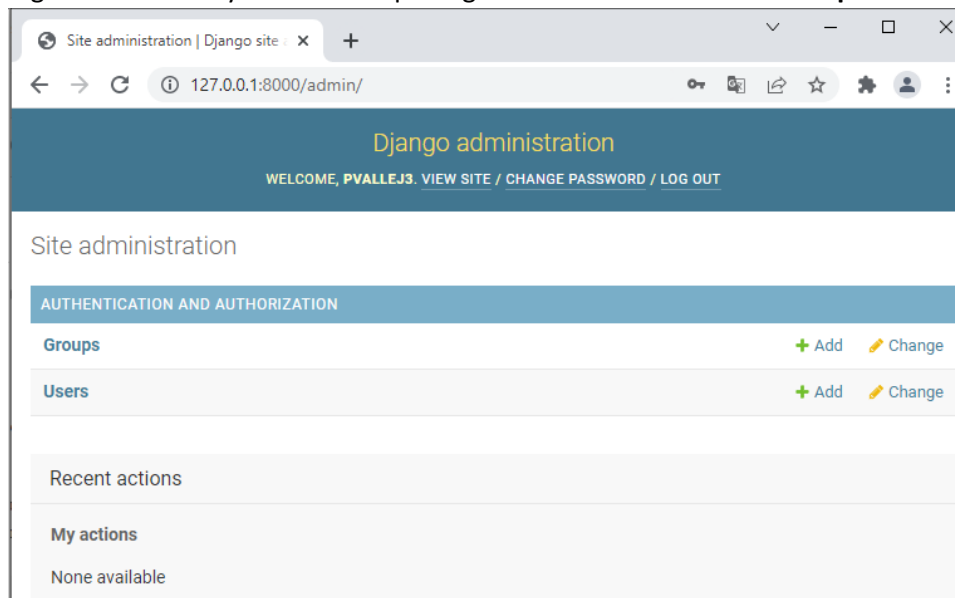 Site administration | Django site a
127.0.0.1:8000/admin/
Django administration
WELCOME, PVALLEJ3. VIEW SITE / CHANGE PASSWORD / LOG OUT
Site administration
AUTHENTICATION AND AUTHORIZATION
Groups + Add Change
Users + Add Change
Recent actions
My actions
None available